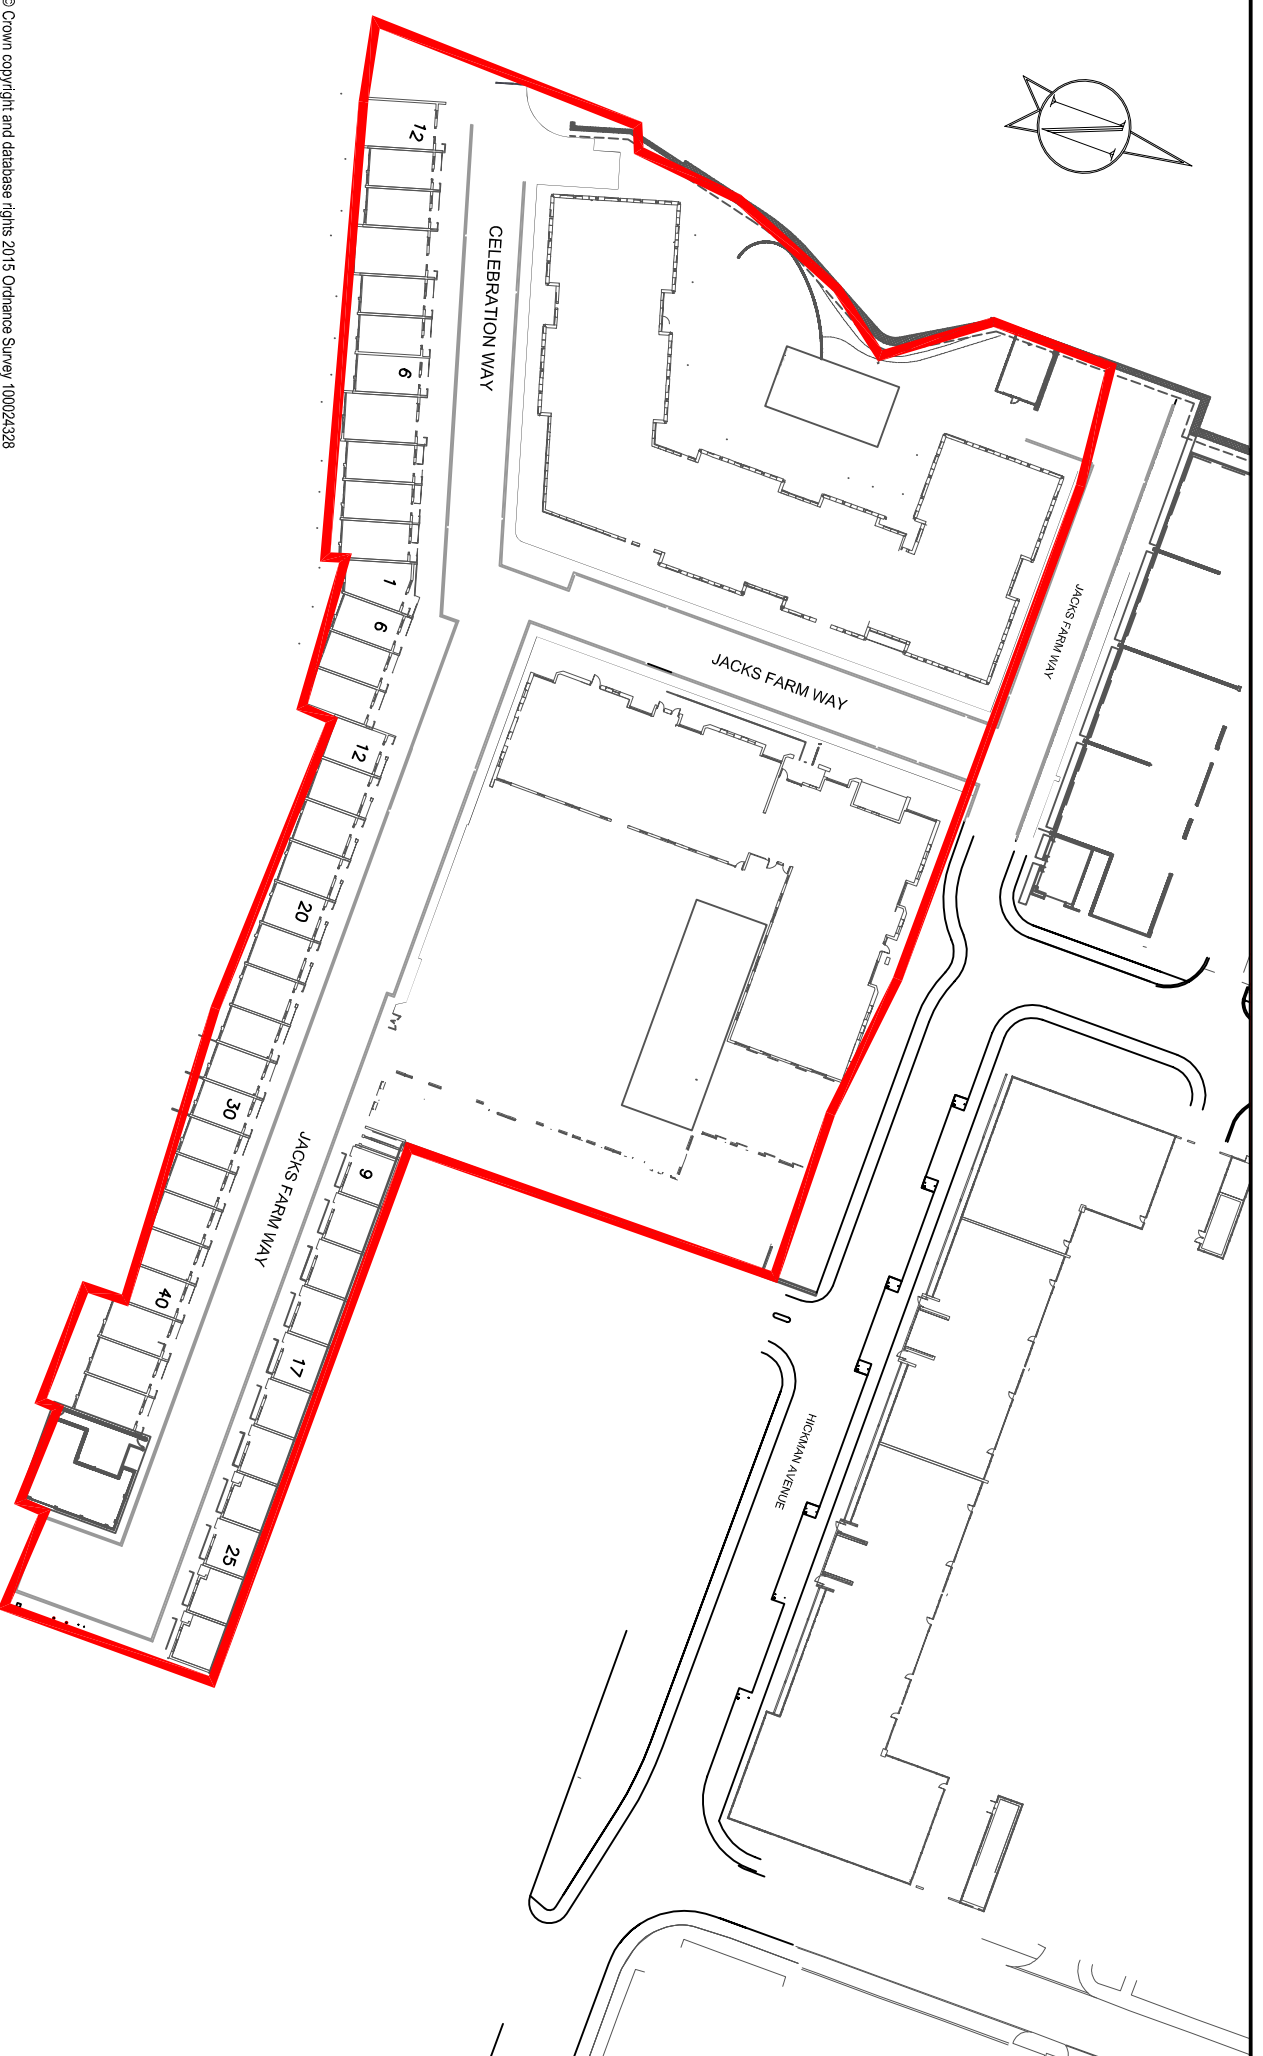 © Crown copyright and database rights 2015 Ordnance Survey 100024328
12
CELEBRATION WAY
6
1
6
JACKS FARM WAY
JACKS FARM WAY
12
20
30
JACKS FARM WAY
9
40
17
25
HICKMAN AVENUE
N